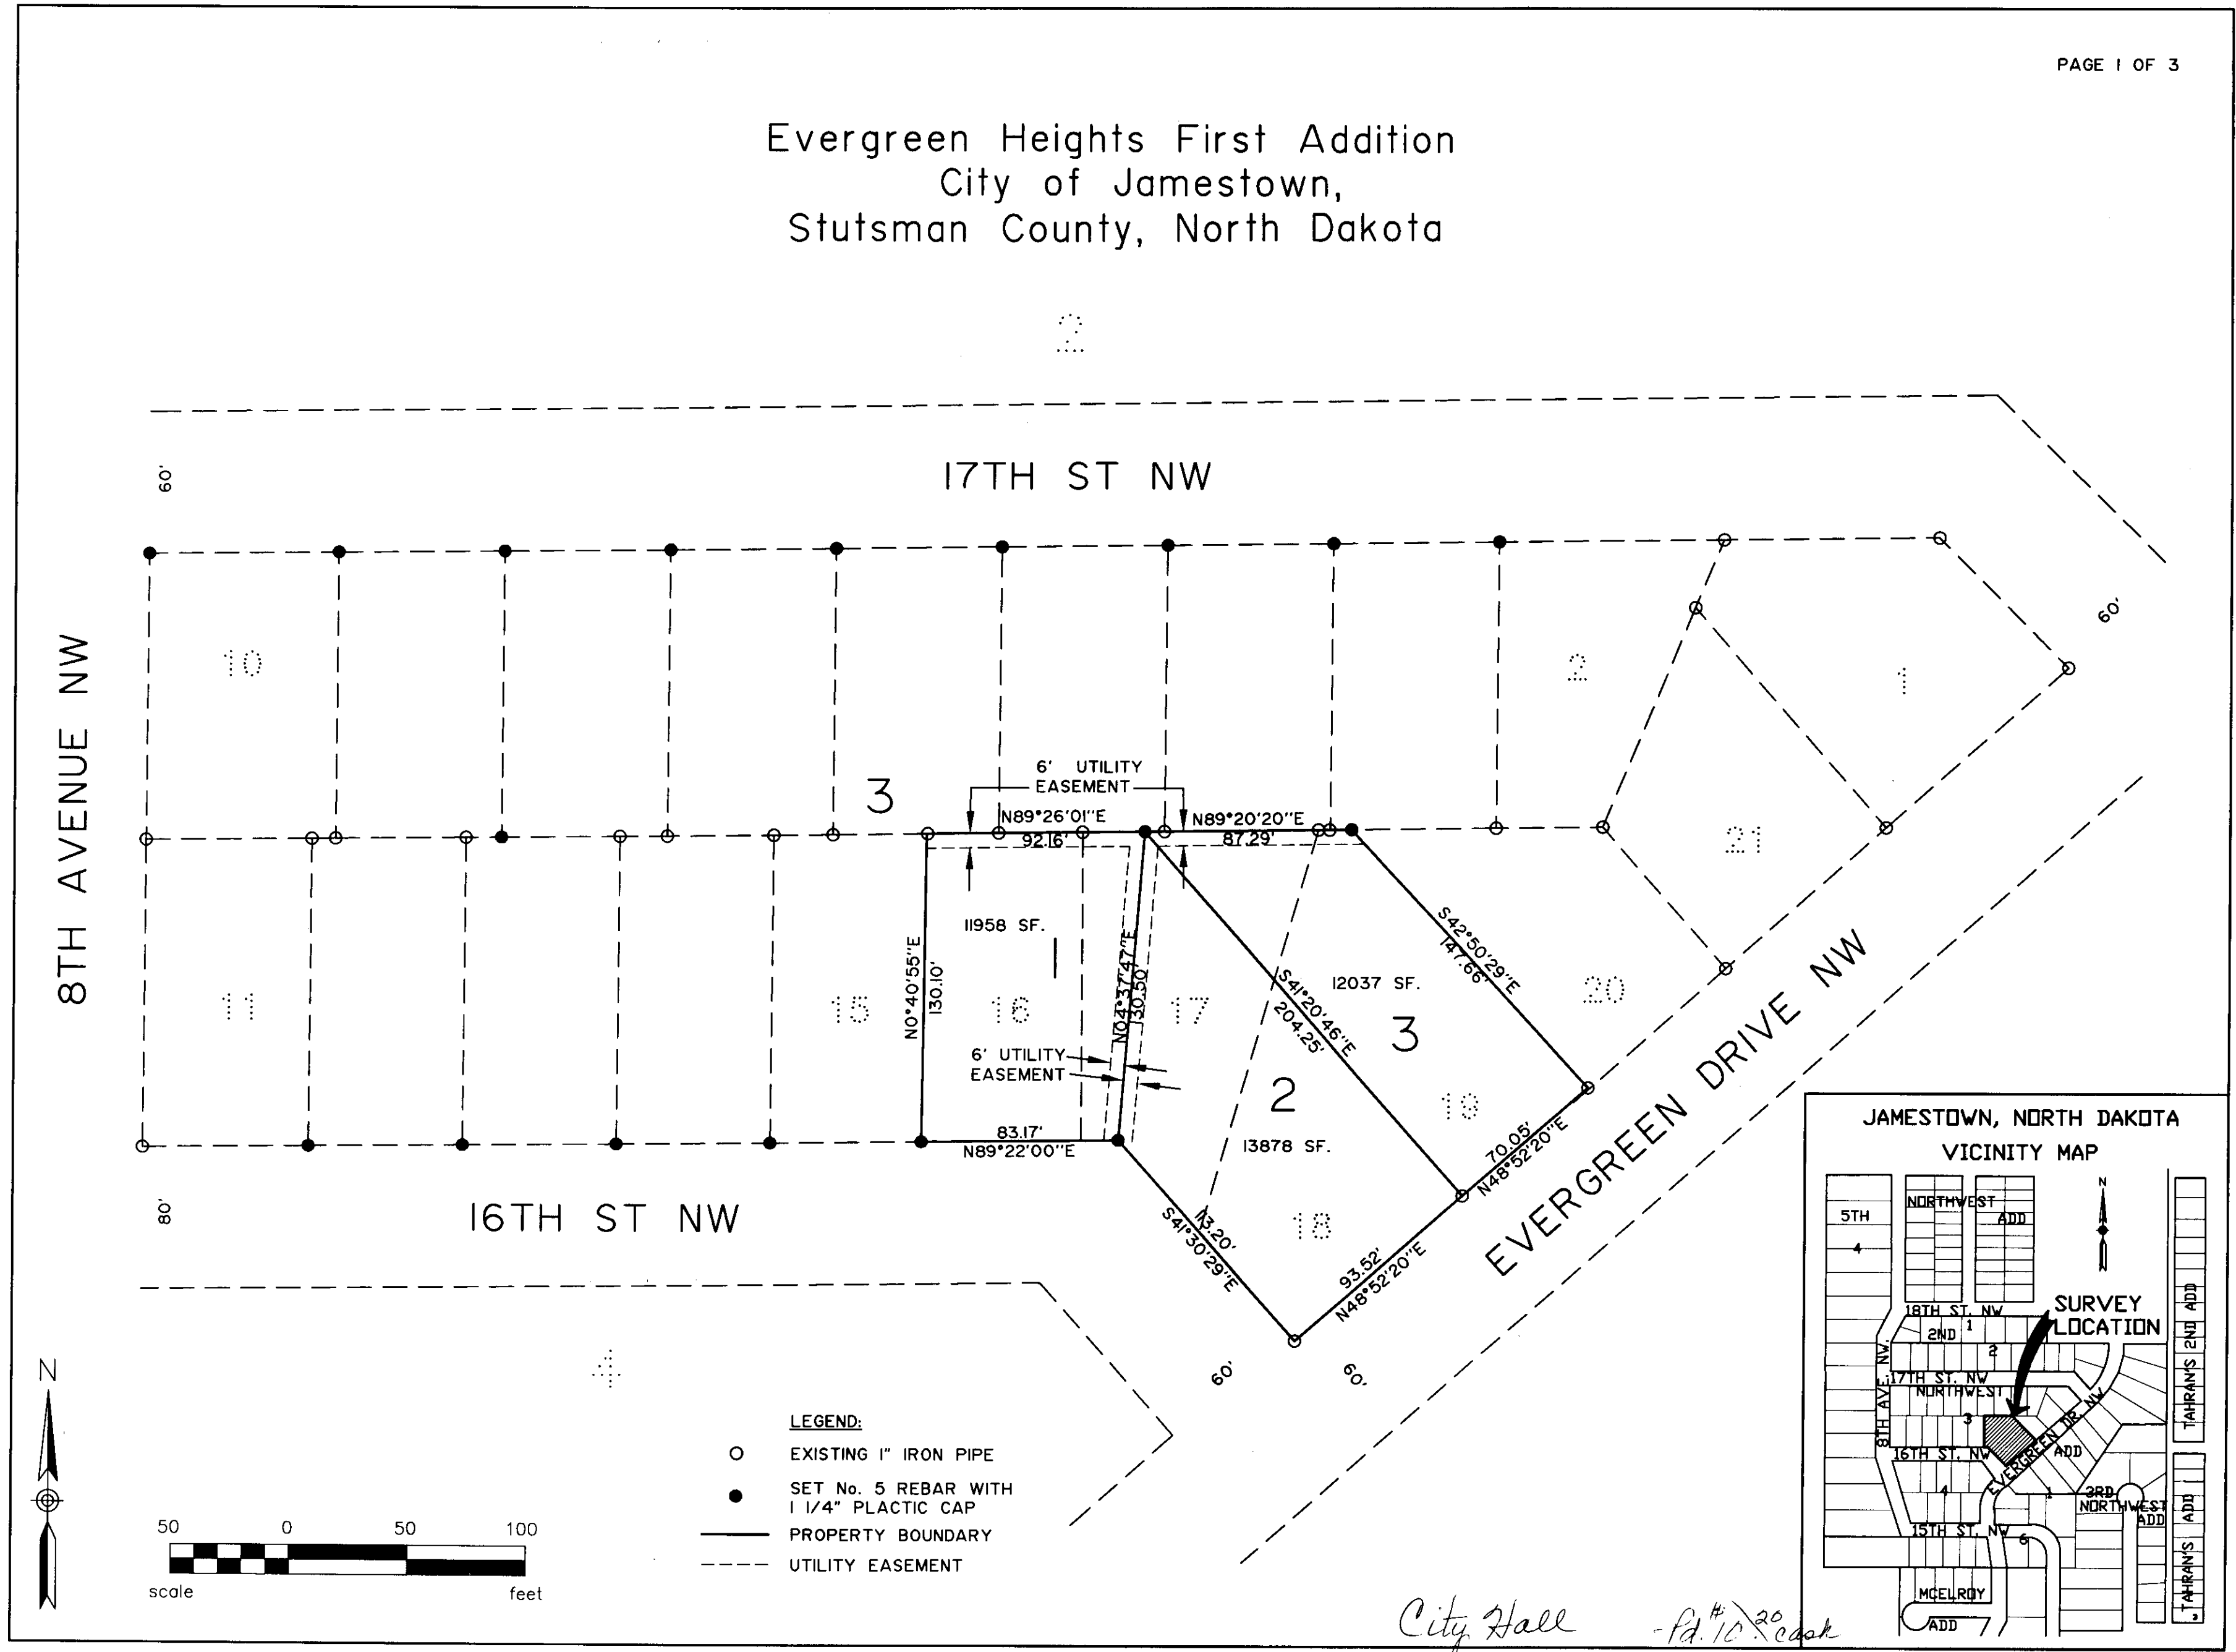 PAGE 1 OF 3
Evergreen Heights First Addition
City of Jamestown,
Stutsman County, North Dakota
2
60'
17TH ST NW
8TH AVENUE NW
10
2
1
60'
3
6' UTILITY
EASEMENT
N89°26'01"E
92.16'
N89°20'20"E
87.29'
21
11958 SF.
1
N0°40'55"E
130.10'
N04°37'47"E
130.50'
S42°50'29"E
147.66'
S41°20'46"E
204.25'
12037 SF.
3
11
15
16
17
20
6' UTILITY
EASEMENT
2
19
13878 SF.
83.17'
N89°22'00"E
70.05'
N48°52'20"E
EVERGREEN DRIVE NW
80'
16TH ST NW
113.20'
S41°30'29"E
18
93.52'
N48°52'20"E
60'
60'
4
N
LEGEND:
EXISTING 1" IRON PIPE
SET No. 5 REBAR WITH
1 1/4" PLACTIC CAP
PROPERTY BOUNDARY
UTILITY EASEMENT
50 0 50 100
scale feet
JAMESTOWN, NORTH DAKOTA
VICINITY MAP
N
5TH
4
NORTHWEST
ADD
18TH ST. NW
2ND
1
SURVEY
LOCATION
2
17TH ST. NW
NORTHWEST
3
8TH AVE. NW.
16TH ST. NW
EVERGREEN DR. NW
ADD
4
1
3RD
NORTHWEST
ADD
15TH ST. NW
6
MCELROY
ADD
TAHRAN'S 2ND ADD
TAHRAN'S ADD
City Hall
cash